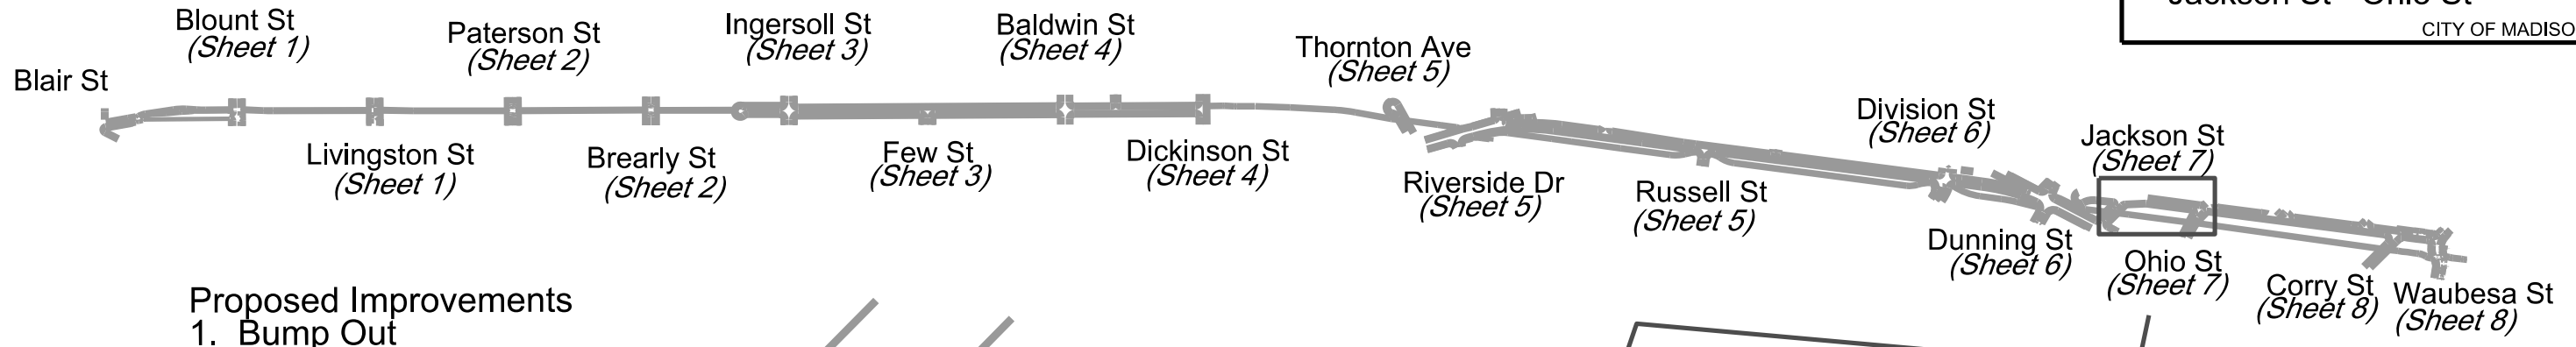 Jackson St - Ohio St
CITY OF MADISO
Blair St
Blount St
(Sheet 1)
Livingston St
(Sheet 1)
Paterson St
(Sheet 2)
Brearly St
(Sheet 2)
Ingersoll St
(Sheet 3)
Few St
(Sheet 3)
Baldwin St
(Sheet 4)
Dickinson St
(Sheet 4)
Thornton Ave
(Sheet 5)
Riverside Dr
(Sheet 5)
Russell St
(Sheet 5)
Division St
(Sheet 6)
Dunning St
(Sheet 6)
Jackson St
(Sheet 7)
Ohio St
(Sheet 7)
Corry St
(Sheet 8)
Waubesa St
(Sheet 8)
Proposed Improvements
1. Bump Out